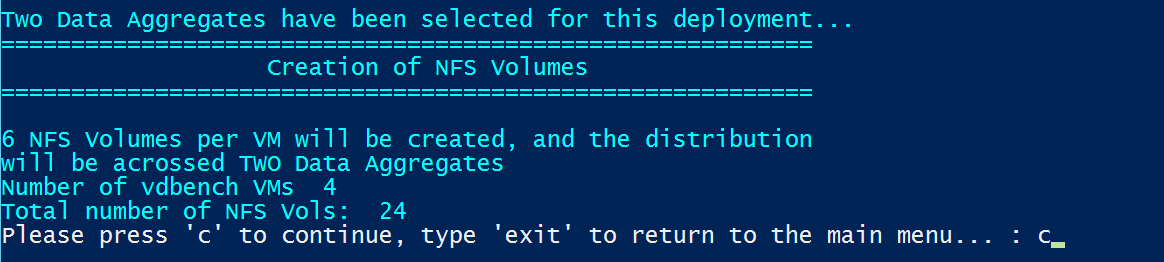 Two Data Aggregates have been selected for this deployment...
==========================================================
Creation of NFS Volumes
==========================================================
6 NFS Volumes per VM will be created, and the distribution
will be acrossed TWO Data Aggregates
Number of vdbench VMs  4
Total number of NFS Vols:  24
Please press 'c' to continue, type 'exit' to return to the main menu... : c_